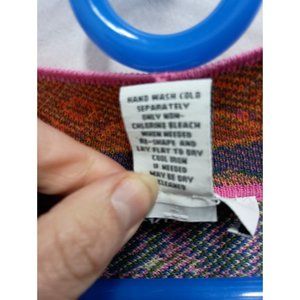 HAND WASH COLD
SEPARATELY
ONLY NON-
CHLORINE BLEACH
WHEN NEEDED
RE-SHAPE AND
LAY FLAT TO DRY
COOL IRON
IF NEEDED
MAY BE DRY
CLEANED